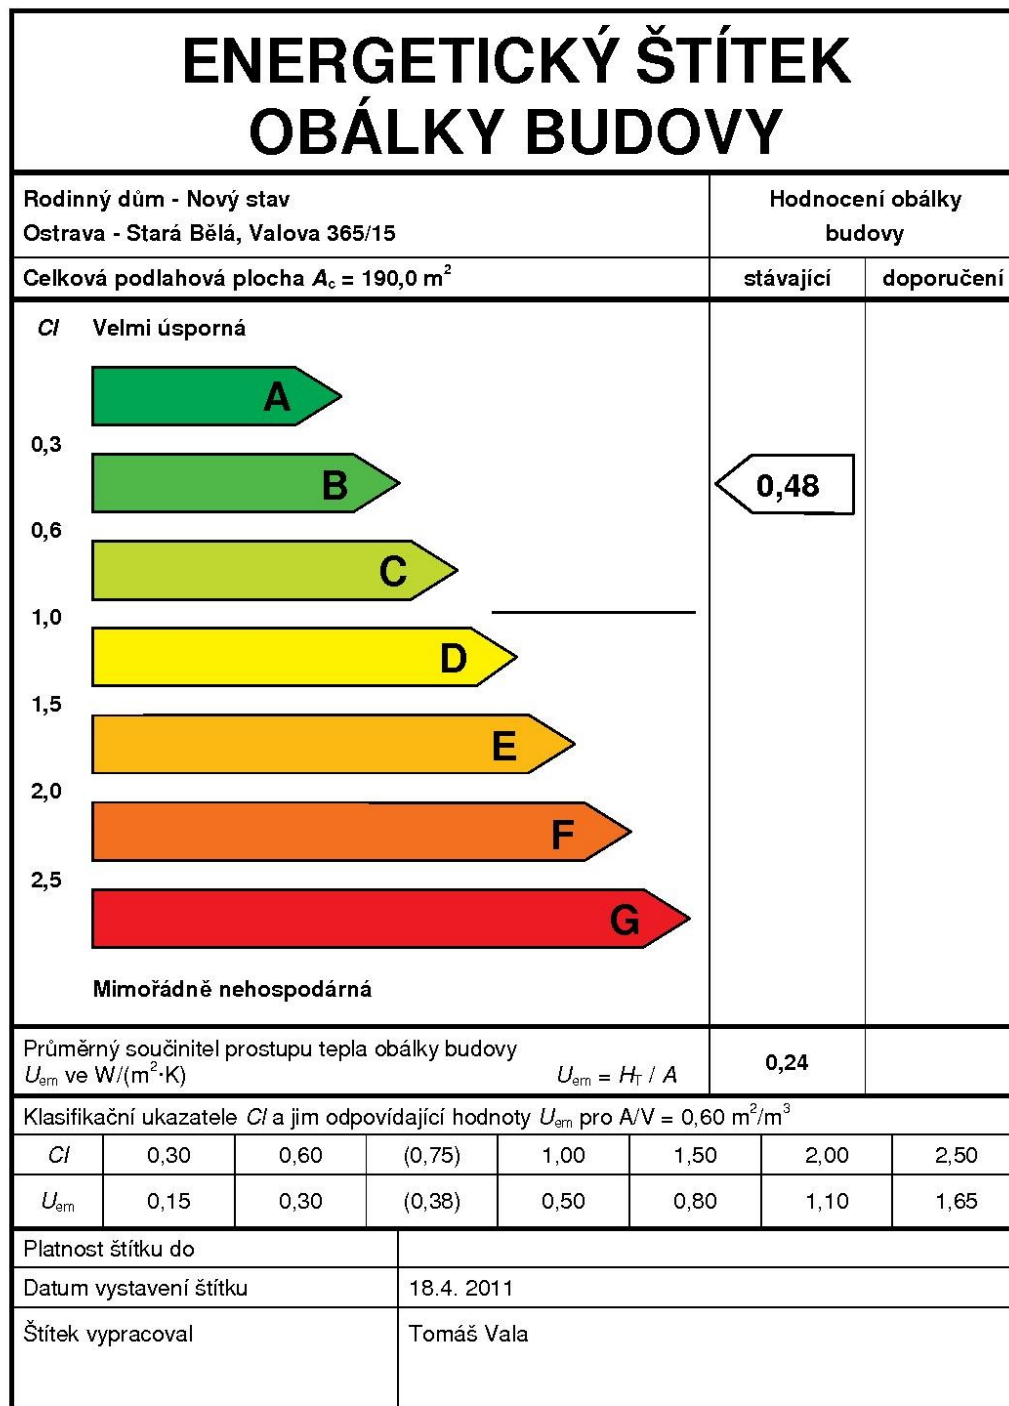 ENERGETICKÝ ŠTÍTEK
OBÁLKY BUDOVY
Rodinný dům - Nový stav
Ostrava - Stará Bělá, Valova 365/15
Hodnocení obálky
budovy
Celková podlahová plocha Ac = 190,0 m²
stávající
doporučení
CI Velmi úsporná
A
0,3
B
0,48
0,6
C
1,0
D
1,5
E
2,0
F
2,5
G
Mimořádně nehospodárná
Průměrný součinitel prostupu tepla obálky budovy
Uem ve W/(m²·K) Uem = HT / A
0,24
Klasifikační ukazatele CI a jim odpovídající hodnoty Uem pro A/V = 0,60 m²/m³
CI 0,30 0,60 (0,75) 1,00 1,50 2,00 2,50
Uem 0,15 0,30 (0,38) 0,50 0,80 1,10 1,65
Platnost štítku do
Datum vystavení štítku 18.4. 2011
Štítek vypracoval Tomáš Vala